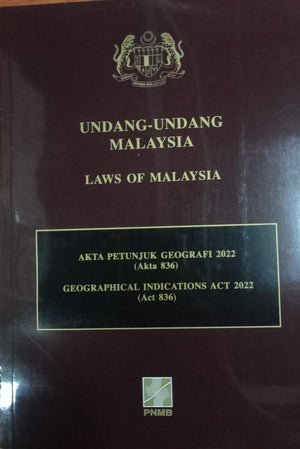 UNDANG-UNDANG
MALAYSIA
LAWS OF MALAYSIA
AKTA PETUNJUK GEOGRAFI 2022
(Akta 836)
GEOGRAPHICAL INDICATIONS ACT 2022
(Act 836)
PNMB